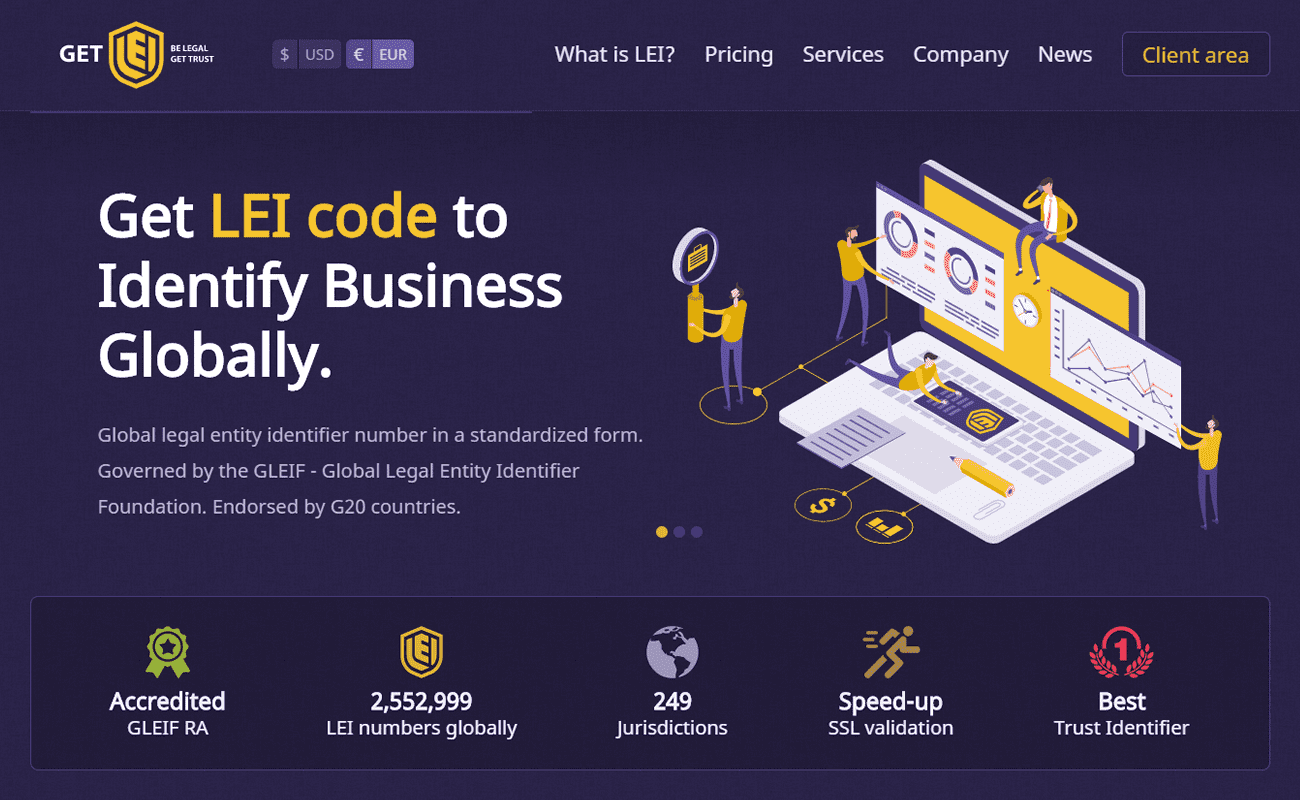 GET LEI BE LEGAL
GET TRUST
$ USD € EUR
What is LEI? Pricing Services Company News Client area
Get LEI code to
Identify Business
Globally.
Global legal entity identifier number in a standardized form.
Governed by the GLEIF - Global Legal Entity Identifier
Foundation. Endorsed by G20 countries.
LEI
$
LEI
1
Accredited
GLEIF RA
2,552,999
LEI numbers globally
249
Jurisdictions
Speed-up
SSL validation
Best
Trust Identifier